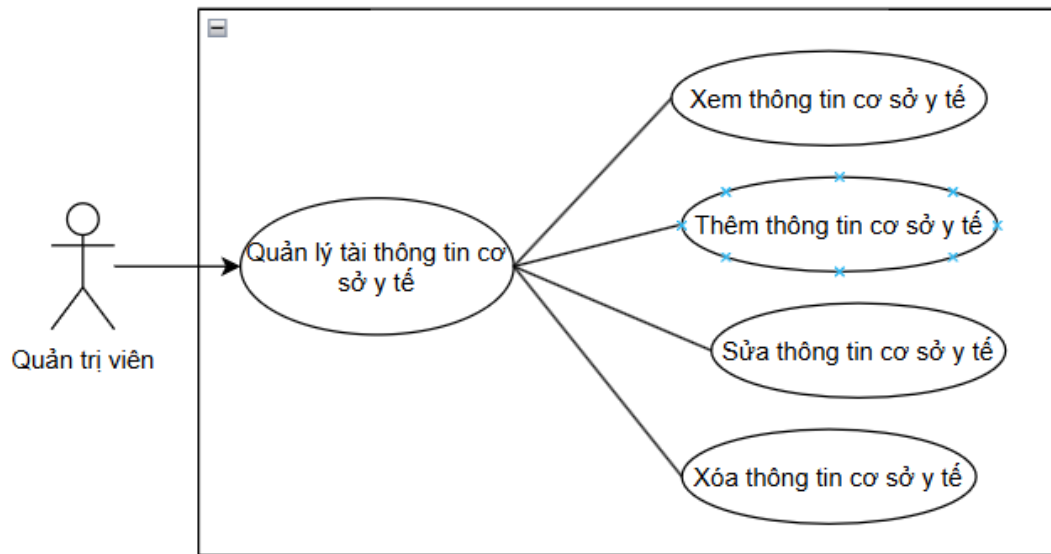 Xem thông tin cơ sở y tế
Thêm thông tin cơ sở y tế
Quản lý tài thông tin cơ
sở y tế
Sửa thông tin cơ sở y tế
Quản trị viên
Xóa thông tin cơ sở y tế